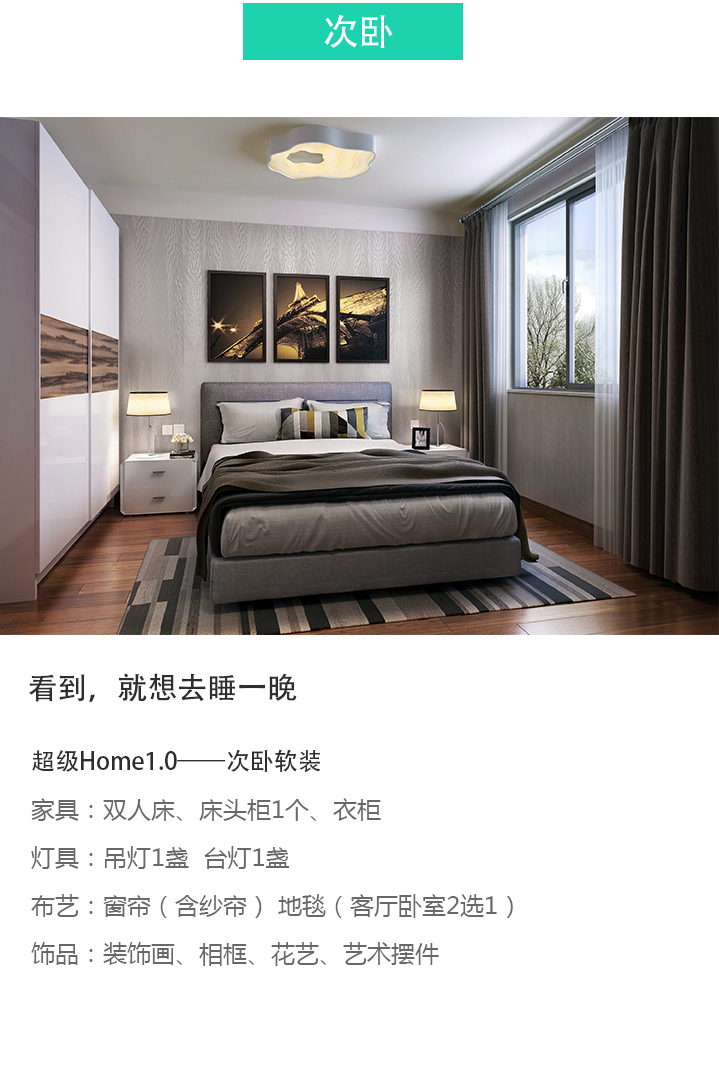 次卧
看到，就想去睡一晚
超级Home1.0——次卧软装
家具：双人床、床头柜1个、衣柜
灯具：吊灯1盏 台灯1盏
布艺：窗帘（含纱帘） 地毯（客厅卧室2选1）
饰品：装饰画、相框、花艺、艺术摆件